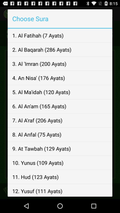 8:15
Choose Sura
1. Al Fatihah (7 Ayats)
2. Al Baqarah (286 Ayats)
3. Al 'Imran (200 Ayats)
4. An Nisa' (176 Ayats)
5. Al Ma'idah (120 Ayats)
6. Al An'am (165 Ayats)
7. Al A'raf (206 Ayats)
8. Al Anfal (75 Ayats)
9. At Tawbah (129 Ayats)
10. Yunus (109 Ayats)
11. Hud (123 Ayats)
12. Yusuf (111 Ayats)